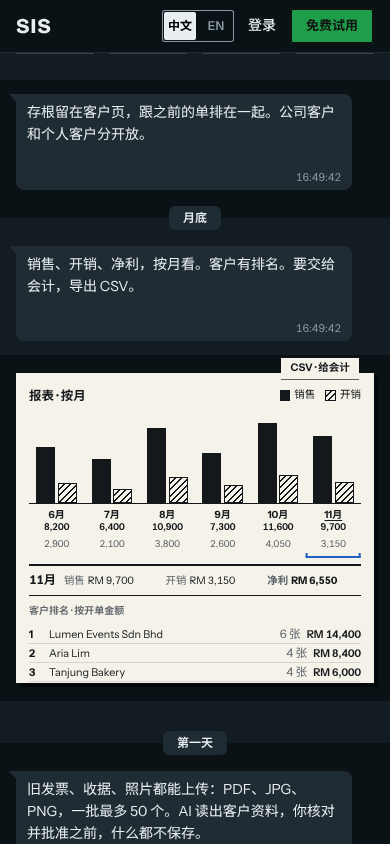 SIS 中文 EN 登录 免费试用
存根留在客户页，跟之前的单排在一起。公司客户
和个人客户分开放。
16:49:42
月底
销售、开销、净利，按月看。客户有排名。要交给
会计，导出 CSV。
16:49:42
CSV·给会计
报表·按月 销售 开销
6月 7月 8月 9月 10月 11月
8,200 6,400 10,900 7,300 11,600 9,700
2,900 2,100 3,800 2,600 4,050 3,150
11月 销售 RM 9,700 开销 RM 3,150 净利 RM 6,550
客户排名·按开单金额
1 Lumen Events Sdn Bhd 6 张 RM 14,400
2 Aria Lim 4 张 RM 8,400
3 Tanjung Bakery 4 张 RM 6,000
第一天
旧发票、收据、照片都能上传：PDF、JPG、
PNG，一批最多 50 个。AI 读出客户资料，你核对
并批准之前，什么都不保存。